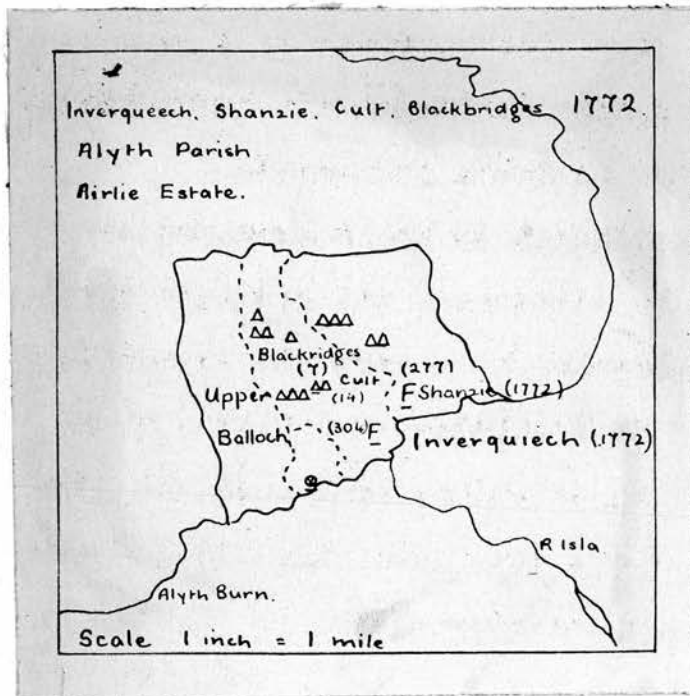 Inverqueech. Shanzie. Cult. Blackbridges 1772.
Alyth Parish
Airlie Estate.
Blackridges
(7) (277)
Upper Cult F Shanzie (1772)
(14)
Balloch (304) F Inverquiech (1772)
R Isla
Alyth Burn.
Scale 1 inch = 1 mile